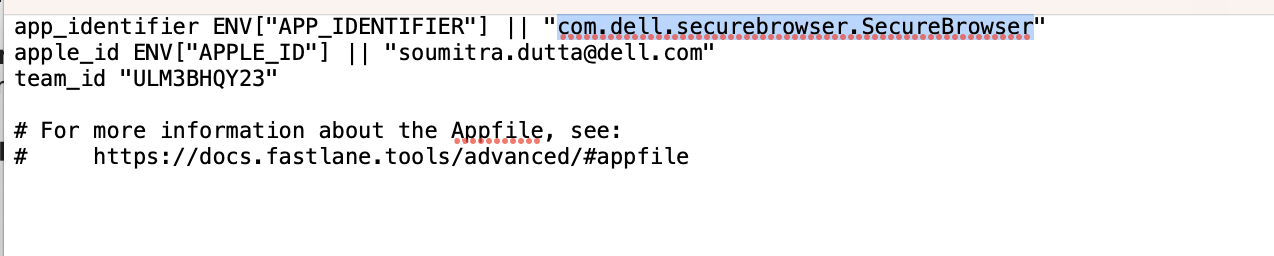 app_identifier ENV["APP_IDENTIFIER"] || "com.dell.securebrowser.SecureBrowser"
apple_id ENV["APPLE_ID"] || "soumitra.dutta@dell.com"
team_id "ULM3BHQY23"
# For more information about the Appfile, see:
#     https://docs.fastlane.tools/advanced/#appfile